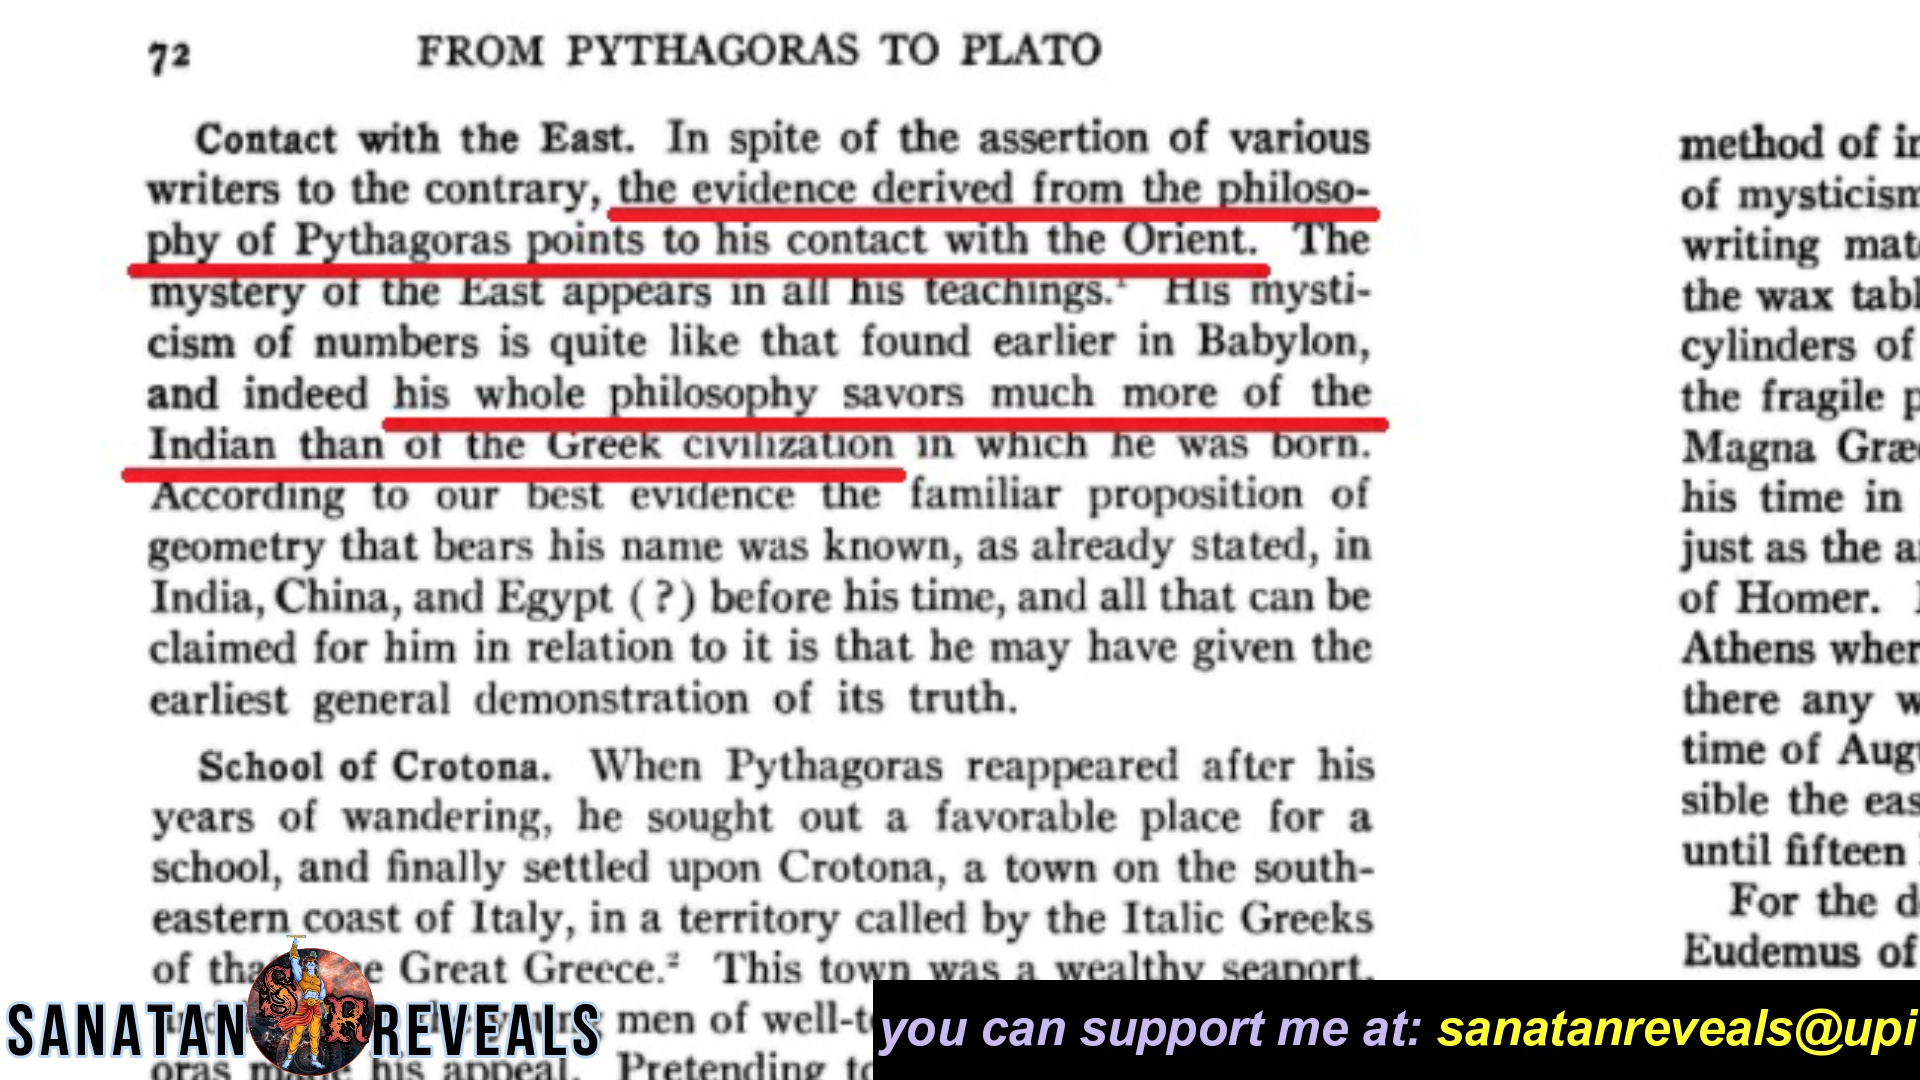 72 FROM PYTHAGORAS TO PLATO
Contact with the East. In spite of the assertion of various
writers to the contrary, the evidence derived from the philoso-
phy of Pythagoras points to his contact with the Orient. The
mystery of the East appears in all his teachings.¹ His mysti-
cism of numbers is quite like that found earlier in Babylon,
and indeed his whole philosophy savors much more of the
Indian than of the Greek civilization in which he was born.
According to our best evidence the familiar proposition of
geometry that bears his name was known, as already stated, in
India, China, and Egypt (?) before his time, and all that can be
claimed for him in relation to it is that he may have given the
earliest general demonstration of its truth.
School of Crotona. When Pythagoras reappeared after his
years of wandering, he sought out a favorable place for a
school, and finally settled upon Crotona, a town on the south-
eastern coast of Italy, in a territory called by the Italic Greeks
of Great Greece.² This town was a wealthy seaport,
men of well-t
his appeal. Pretending to
method of
of mysticism
writing
the wax
cylinders of
the fragile
Magna
his time in
just as the
of Homer.
Athens
there any
time of
sible the
until fifteen
For the
Eudemus of
SANATAN SR REVEALS
you can support me at: sanatanreveals@upi